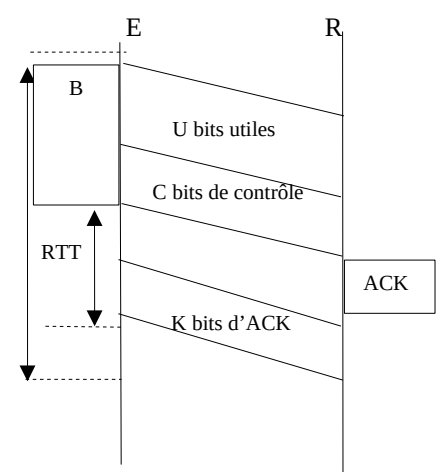 E
R
B
U bits utiles
C bits de contrôle
RTT
ACK
K bits d’ACK